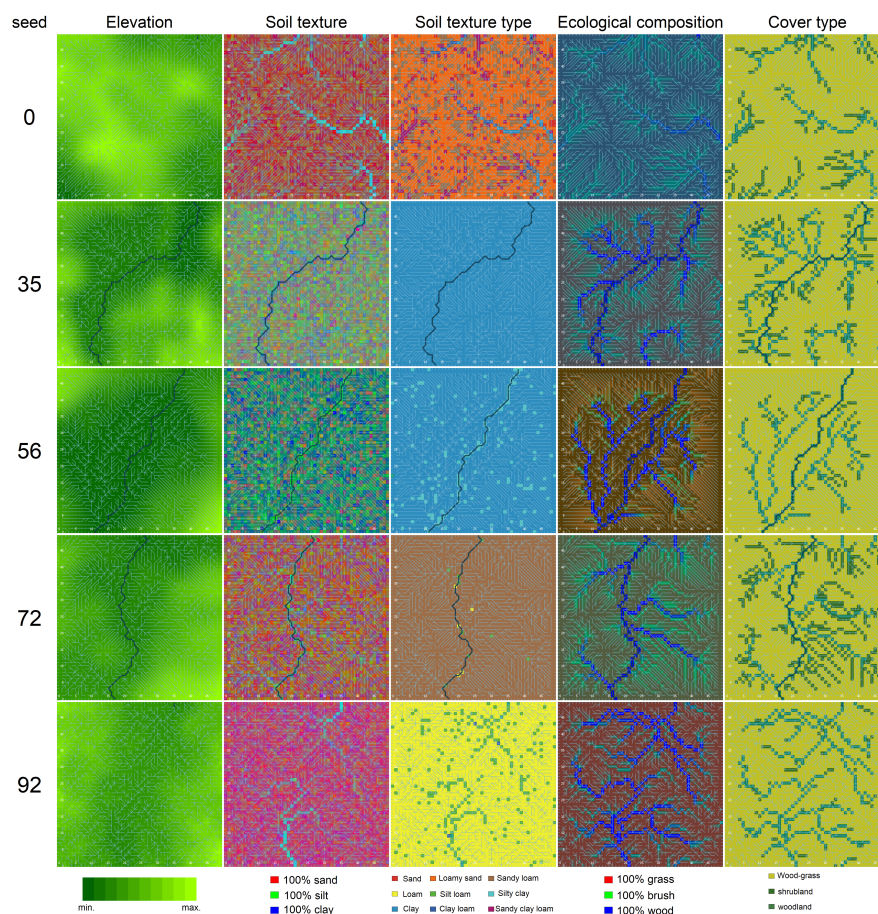 seed Elevation Soil texture Soil texture type Ecological composition Cover type
0
35
56
72
92
min. max.
100% sand
100% silt
100% clay
Sand Loamy sand Sandy loam
Loam Silt loam Silty clay
Clay Clay loam Sandy clay loam
100% grass
100% brush
100% wood
Wood-grass
shrubland
woodland